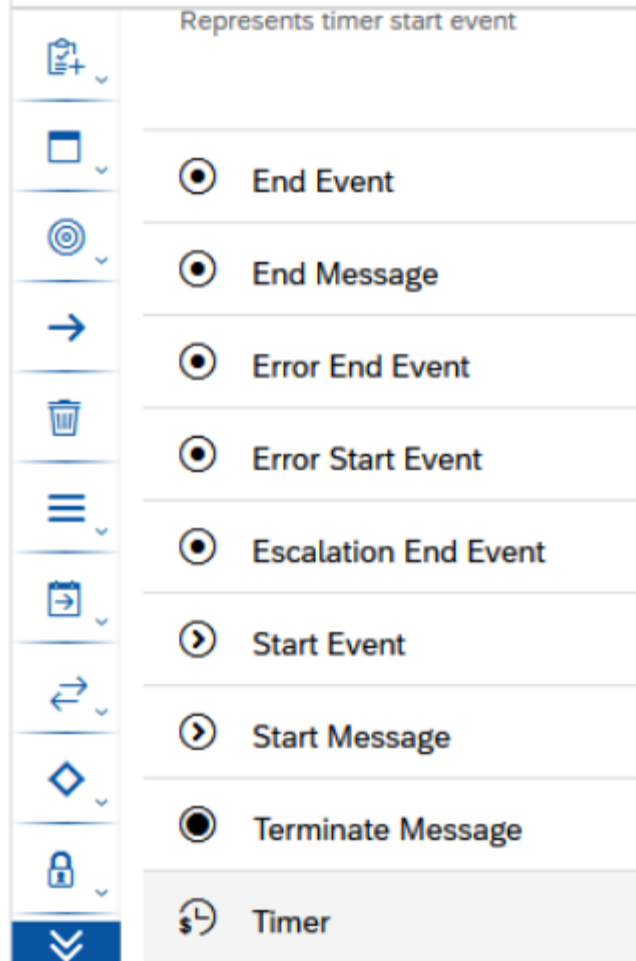 Represents timer start event
End Event
End Message
Error End Event
Error Start Event
Escalation End Event
Start Event
Start Message
Terminate Message
Timer